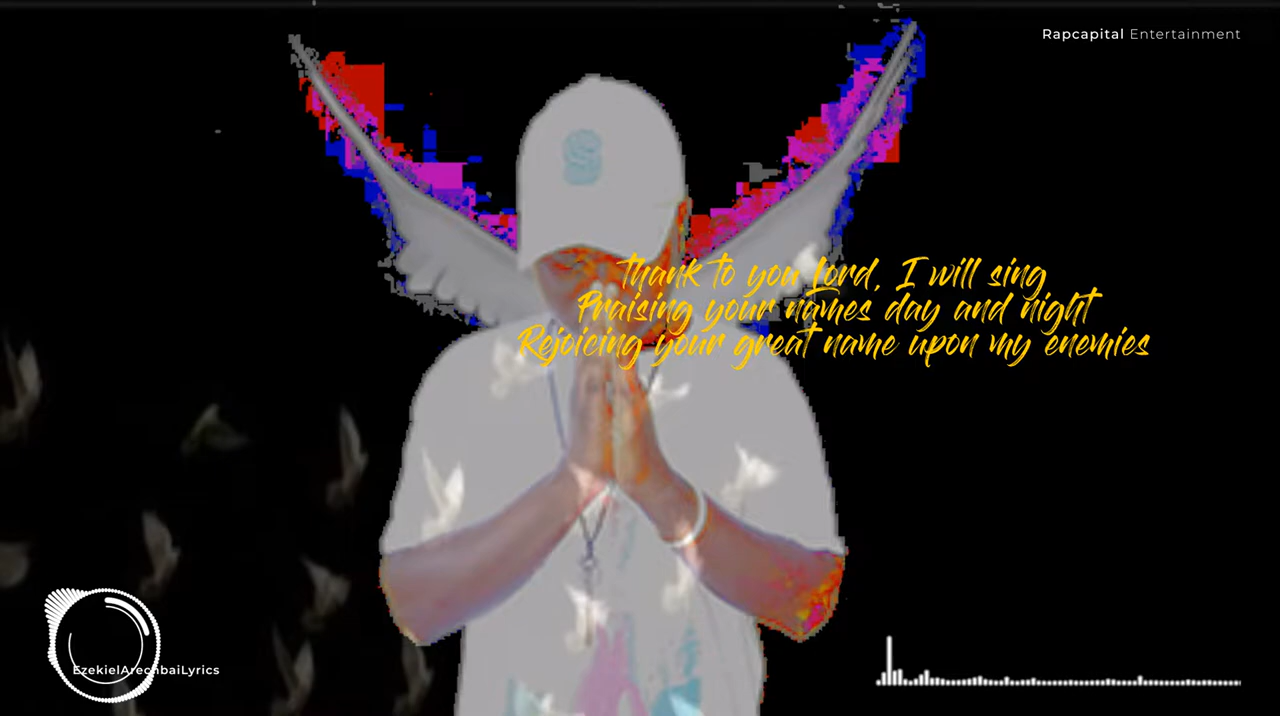 Rapcapital Entertainment
S
Thank to you Lord, I will sing
Praising your names day and night
Rejoicing your great name upon my enemies
EzekielArechbaiLyrics